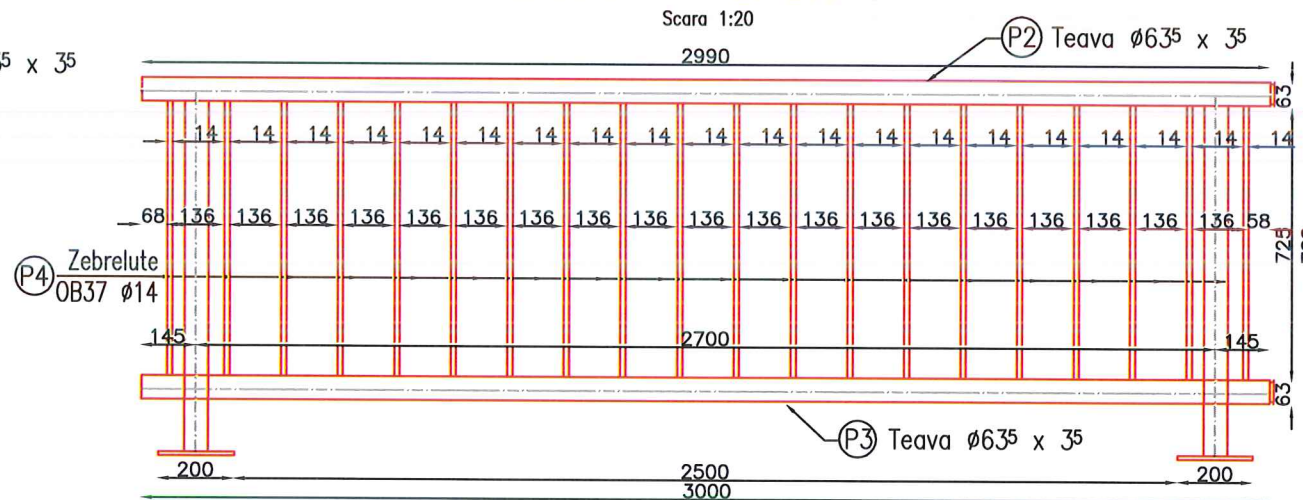 Scara 1:20
P2 Teava Ø63⁵ x 3⁵
⁵ x 3⁵
2990
63
14 14 14 14 14 14 14 14 14 14 14 14 14 14 14 14 14 14 14 14
68 136 136 136 136 136 136 136 136 136 136 136 136 136 136 136 136 136 136 136 58
725
P4 Zebrelute
OB37 Ø14
145 2700 145
63
P3 Teava Ø63⁵ x 3⁵
200 2500 200
3000